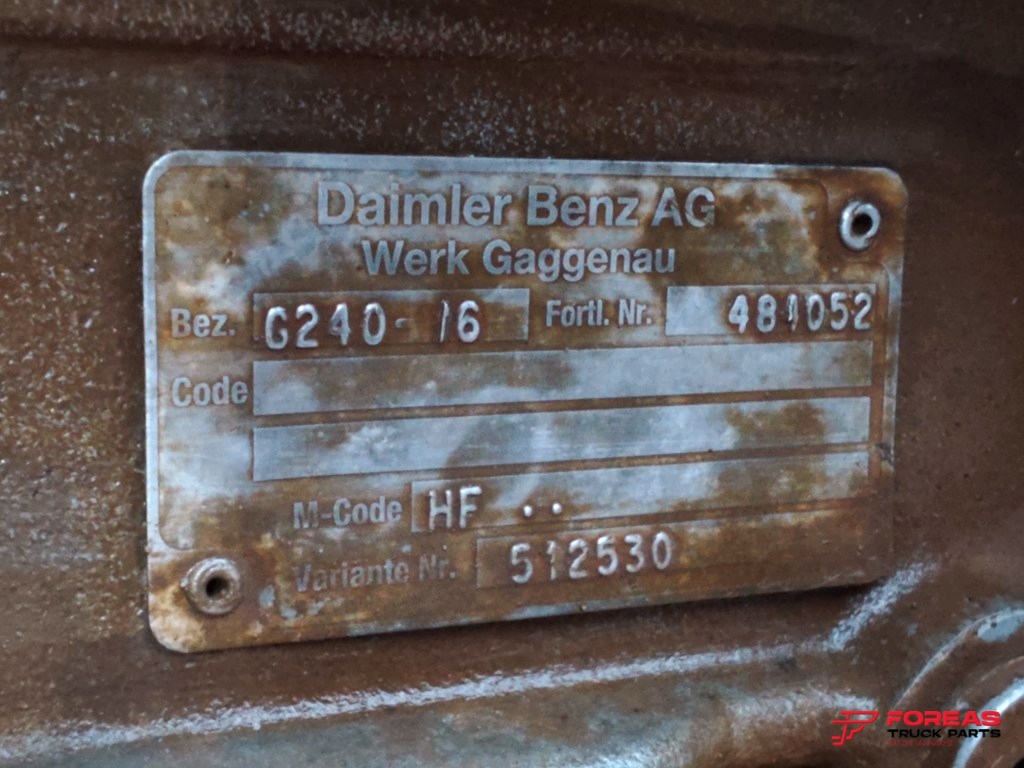 Daimler Benz AG
Werk Gaggenau
Bez. G240-16 Fortl. Nr. 481052
Code
M-Code HF ..
Variante Nr. 512530
FOREAS
TRUCK PARTS